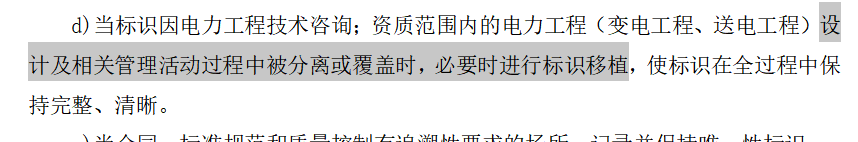 d)当标识因电力工程技术咨询；资质范围内的电力工程（变电工程、送电工程）设
计及相关管理活动过程中被分离或覆盖时，必要时进行标识移植，使标识在全过程中保
持完整、清晰。